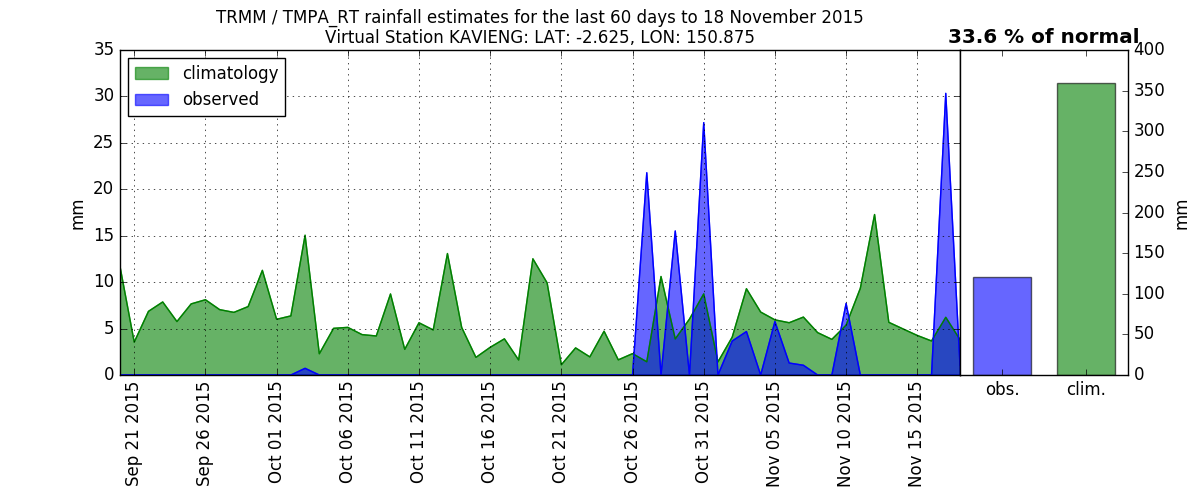 TRMM / TMPA_RT rainfall estimates for the last 60 days to 18 November 2015
Virtual Station KAVIENG: LAT: -2.625, LON: 150.875
33.6 % of normal
climatology
observed
35
30
25
20
15
10
5
0
mm
400
350
300
250
200
150
100
50
0
mm
Sep 21 2015
Sep 26 2015
Oct 01 2015
Oct 06 2015
Oct 11 2015
Oct 16 2015
Oct 21 2015
Oct 26 2015
Oct 31 2015
Nov 05 2015
Nov 10 2015
Nov 15 2015
obs.
clim.